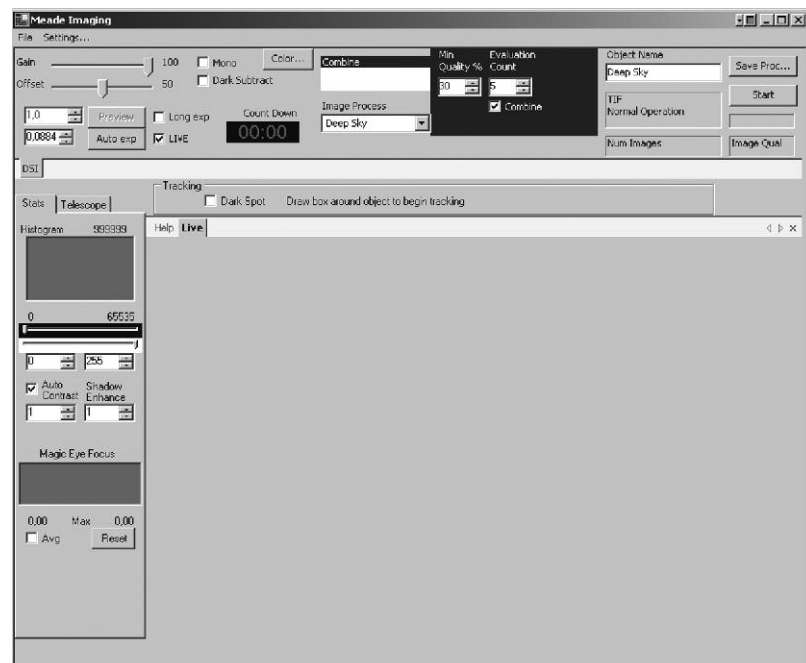 Meade Imaging
File Settings...
Gain 100 Mono Color...
Offset 50 Dark Subtract
Combine
Min Quality % Evaluation Count
30 5
Combine
Object Name
Deep Sky
Save Proc...
Start
TIF
Normal Operation
Image Process
Deep Sky
1,0 Preview Long exp Count Down
0,0884 Auto exp LIVE 00:00
Num Images Image Qual
DSI
Tracking
Dark Spot Draw box around object to begin tracking
Stats Telescope
Histogram 999999
Help Live
0 65535
0 255
Auto Contrast Shadow Enhance
1 1
Magic Eye Focus
0,00 Max 0,00
Avg Reset